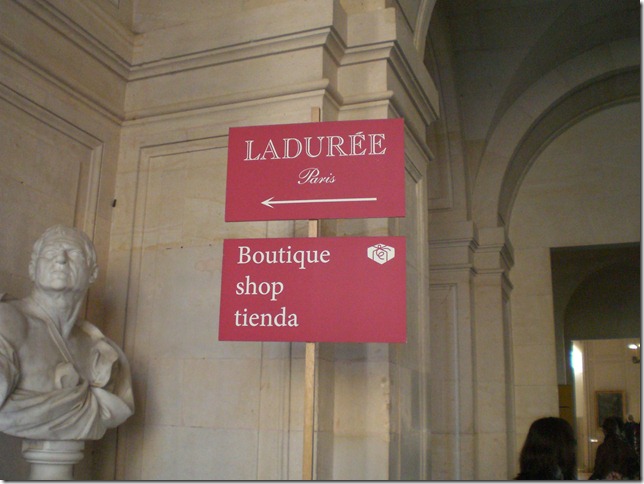 LADURÉE
Paris
Boutique
shop
tienda